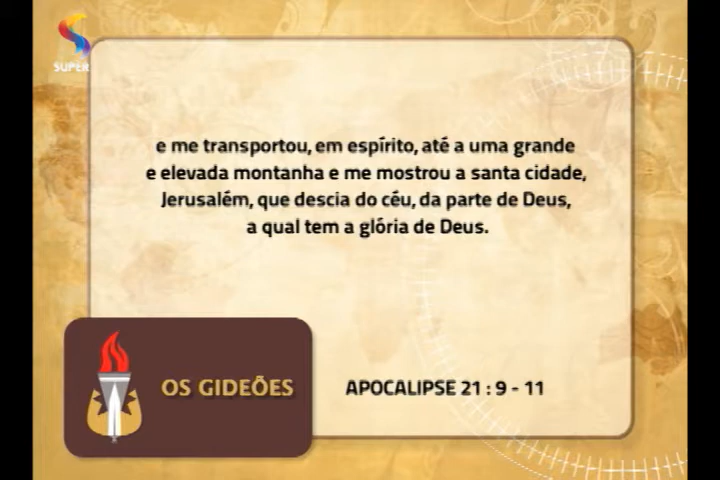 SUPER
e me transportou, em espírito, até a uma grande
e elevada montanha e me mostrou a santa cidade,
Jerusalém, que descia do céu, da parte de Deus,
a qual tem a glória de Deus.
OS GIDEÕES
APOCALIPSE 21 : 9 - 11